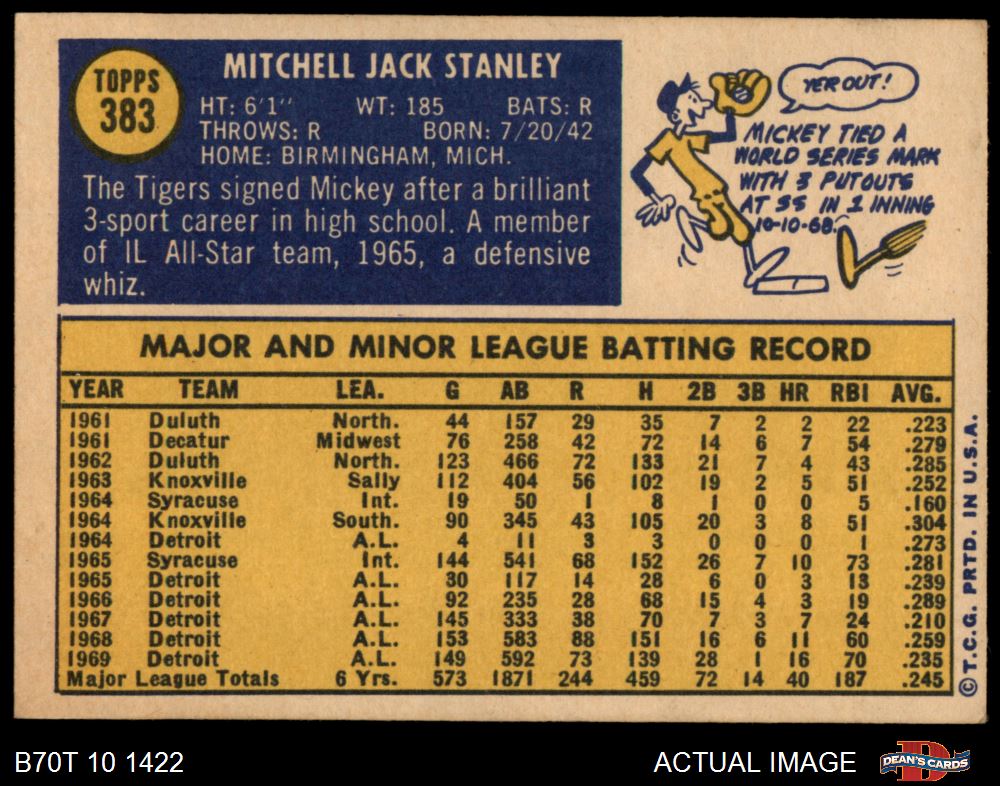 TOPPS
383
MITCHELL JACK STANLEY
HT: 6'1" WT: 185 BATS: R
THROWS: R BORN: 7/20/42
HOME: BIRMINGHAM, MICH.
The Tigers signed Mickey after a brilliant
3-sport career in high school. A member
of IL All-Star team, 1965, a defensive
whiz.
YER OUT!
MICKEY TIED A
WORLD SERIES MARK
WITH 3 PUTOUTS
AT SS IN 1 INNING
10-10-68.
MAJOR AND MINOR LEAGUE BATTING RECORD
YEAR TEAM LEA. G AB R H 2B 3B HR RBI AVG.
1961 Duluth North. 44 157 29 35 7 2 2 22 .223
1961 Decatur Midwest 76 258 42 72 14 6 7 54 .279
1962 Duluth North. 123 466 72 133 21 7 4 43 .285
1963 Knoxville Sally 112 404 56 102 19 2 5 51 .252
1964 Syracuse Int. 19 50 1 8 1 0 0 5 .160
1964 Knoxville South. 90 345 43 105 20 3 8 51 .304
1964 Detroit A.L. 4 11 3 3 0 0 0 1 .273
1965 Syracuse Int. 144 541 68 152 26 7 10 73 .281
1965 Detroit A.L. 30 117 14 28 6 0 3 13 .239
1966 Detroit A.L. 92 235 28 68 15 4 3 19 .289
1967 Detroit A.L. 145 333 38 70 7 3 7 24 .210
1968 Detroit A.L. 153 583 88 151 16 6 11 60 .259
1969 Detroit A.L. 149 592 73 139 28 1 16 70 .235
Major League Totals 6 Yrs. 573 1871 244 459 72 14 40 187 .245
© T.C.G. PRTD. IN U.S.A.
B70T 10 1422 ACTUAL IMAGE
D
DEAN'S CARDS